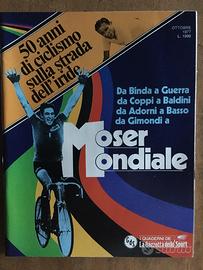 50 anni
di ciclismo
sulla strada
dell'iride
OTTOBRE
1977
L. 1000
Da Binda a Guerra
da Coppi a Baldini
da Adorni a Basso
da Gimondi a
Moser
Mondiale
I QUADERNI DE
La Gazzetta dello Sport
subito